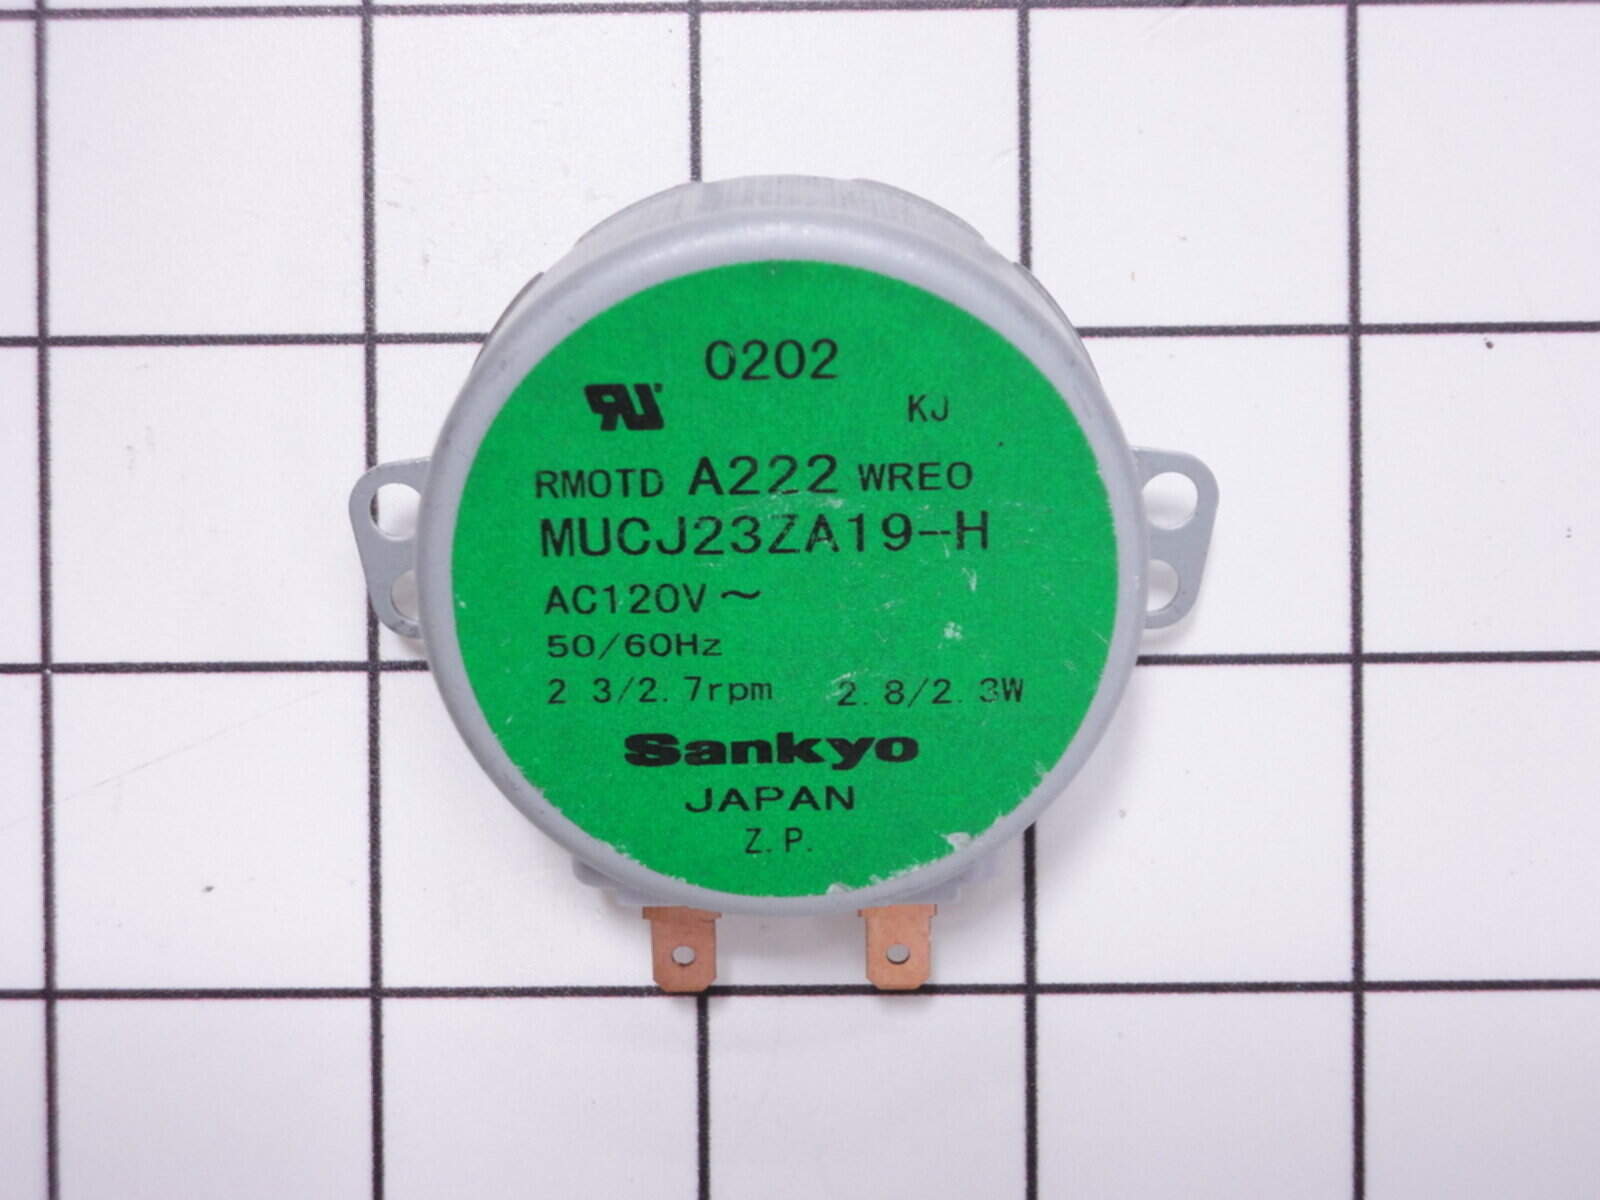 0202
RU KJ
RMOTD A222 WREO
MUCJ23ZA19-H
AC120V~
50/60Hz
2 3/2.7rpm 2.8/2.3W
Sankyo
JAPAN
Z.P.